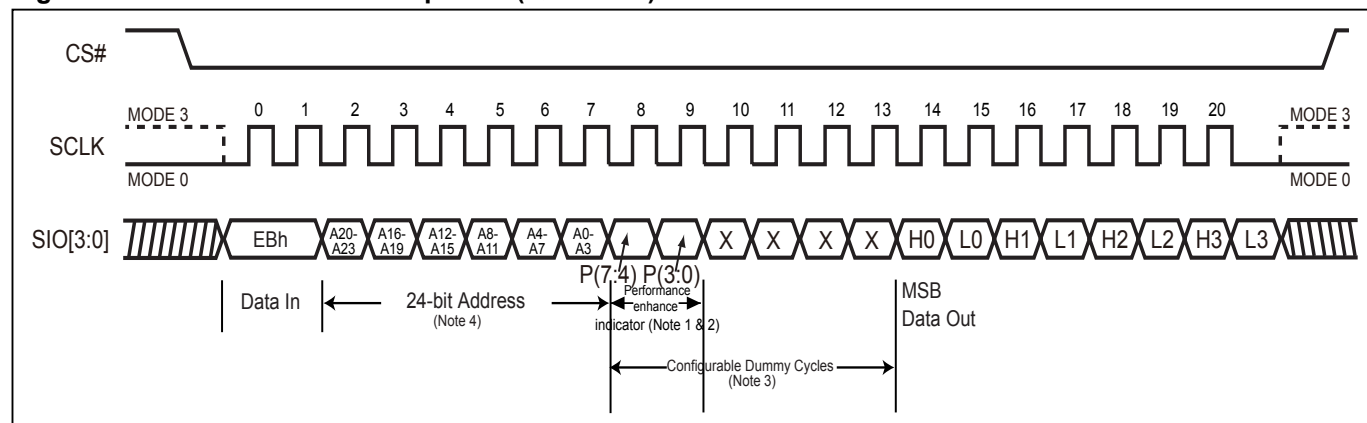 CS#
MODE 3 0 1 2 3 4 5 6 7 8 9 10 11 12 13 14 15 16 17 18 19 20 MODE 3
SCLK
MODE 0 MODE 0
SIO[3:0] EBh A20-A23 A16-A19 A12-A15 A8-A11 A4-A7 A0-A3 X X X X H0 L0 H1 L1 H2 L2 H3 L3
P(7:4) P(3:0)
Data In 24-bit Address (Note 4) Performance enhance indicator (Note 1 & 2) MSB Data Out
Configurable Dummy Cycles
(Note 3)